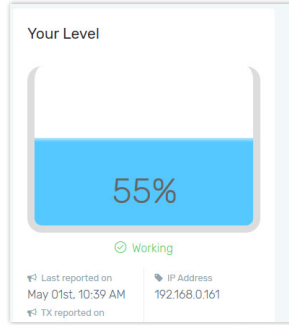 Your Level
55%
Working
Last reported on
May 01st, 10:39 AM
TX reported on
IP Address
192.168.0.161